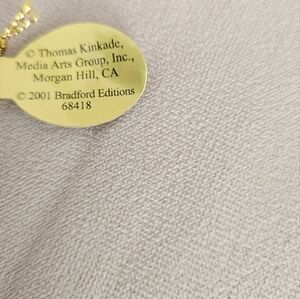 © Thomas Kinkade,
Media Arts Group, Inc.,
Morgan Hill, CA
© 2001 Bradford Editions
68418